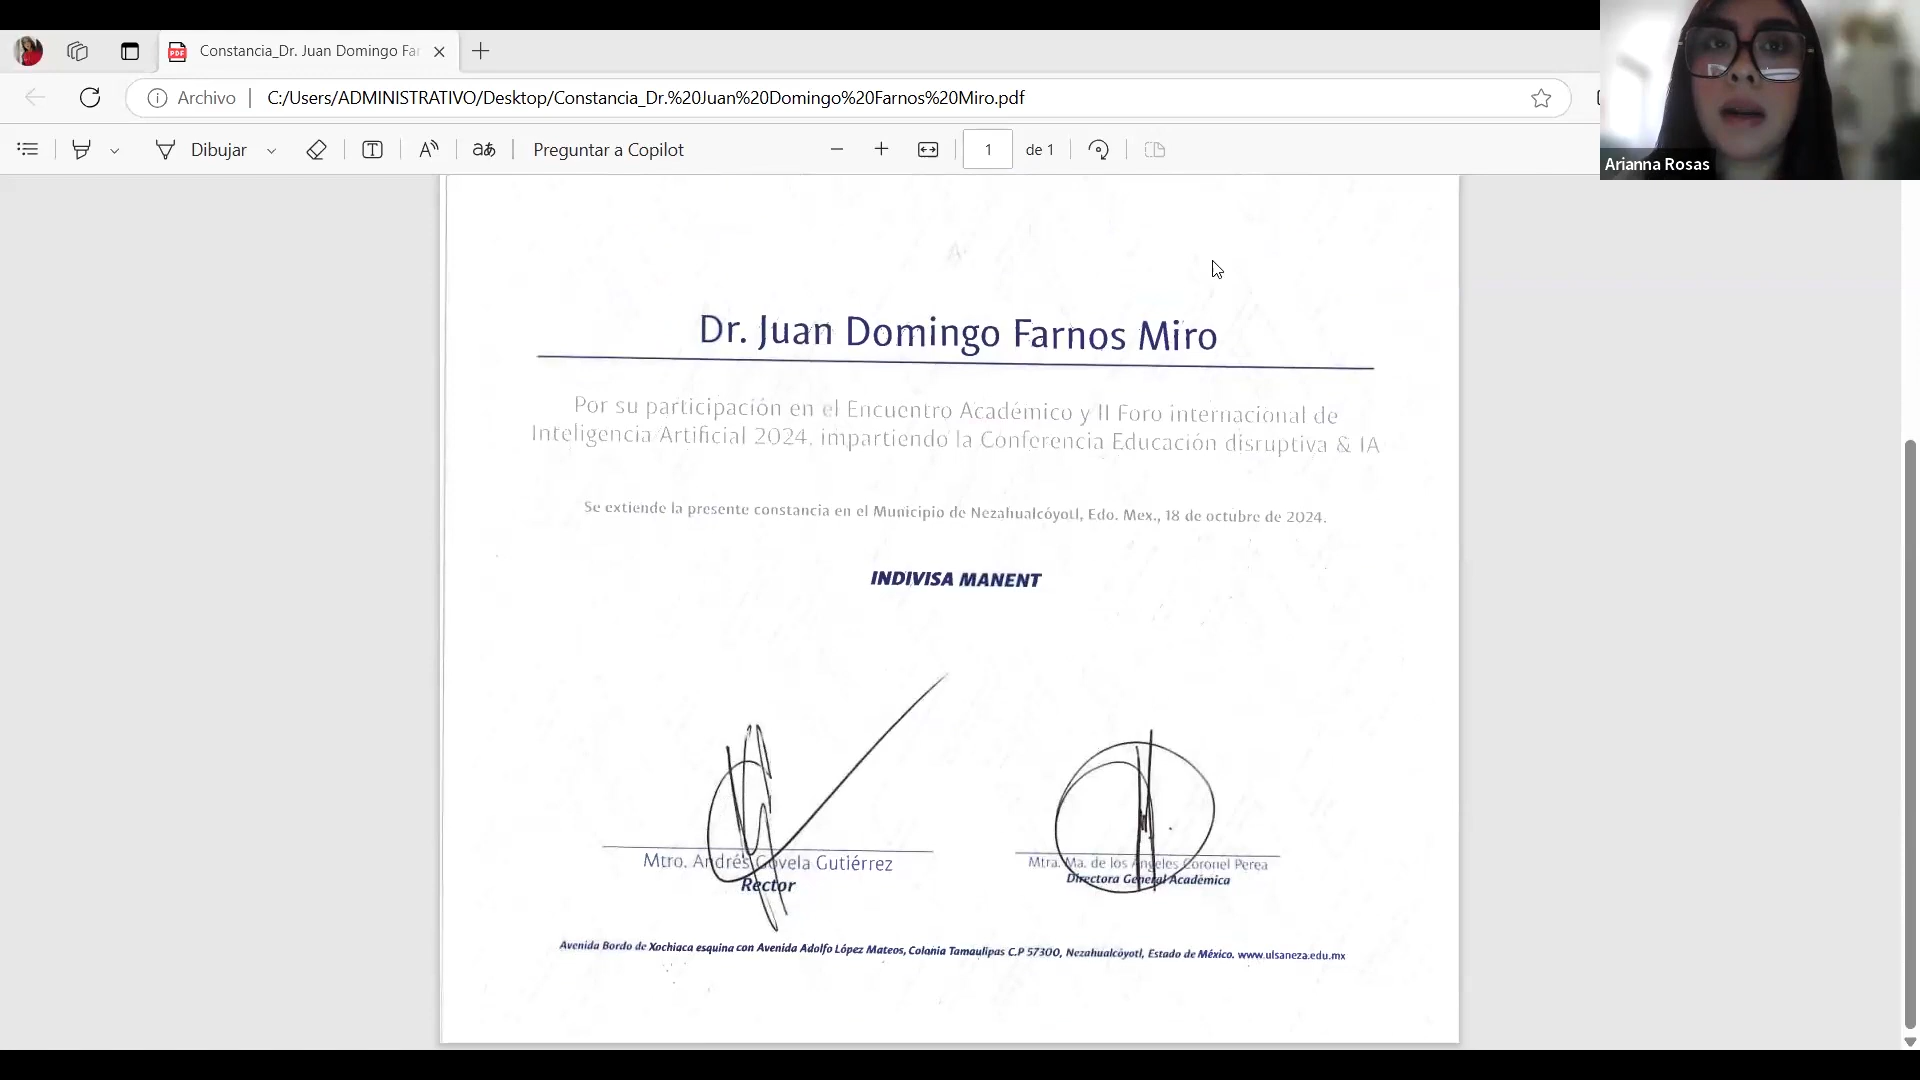 Constancia_Dr. Juan Domingo Far
Archivo
C:/Users/ADMINISTRATIVO/Desktop/Constancia_Dr.%20Juan%20Domingo%20Farnos%20Miro.pdf
Dibujar
Preguntar a Copilot
1
de 1
Arianna Rosas
Dr. Juan Domingo Farnos Miro
Por su participación en el Encuentro Académico y II Foro internacional de
Inteligencia Artificial 2024, impartiendo la Conferencia Educación disruptiva & IA
Se extiende la presente constancia en el Municipio de Nezahualcóyotl, Edo. Mex., 18 de octubre de 2024.
INDIVISA MANENT
Mtro. Andrés Govela Gutiérrez
Rector
Mtra. Ma. de los Ángeles Coronel Perea
Directora General Académica
Avenida Bordo de Xochiaca esquina con Avenida Adolfo López Mateos, Colonia Tamaulipas C.P 57300, Nezahualcóyotl, Estado de México. www.ulsaneza.edu.mx